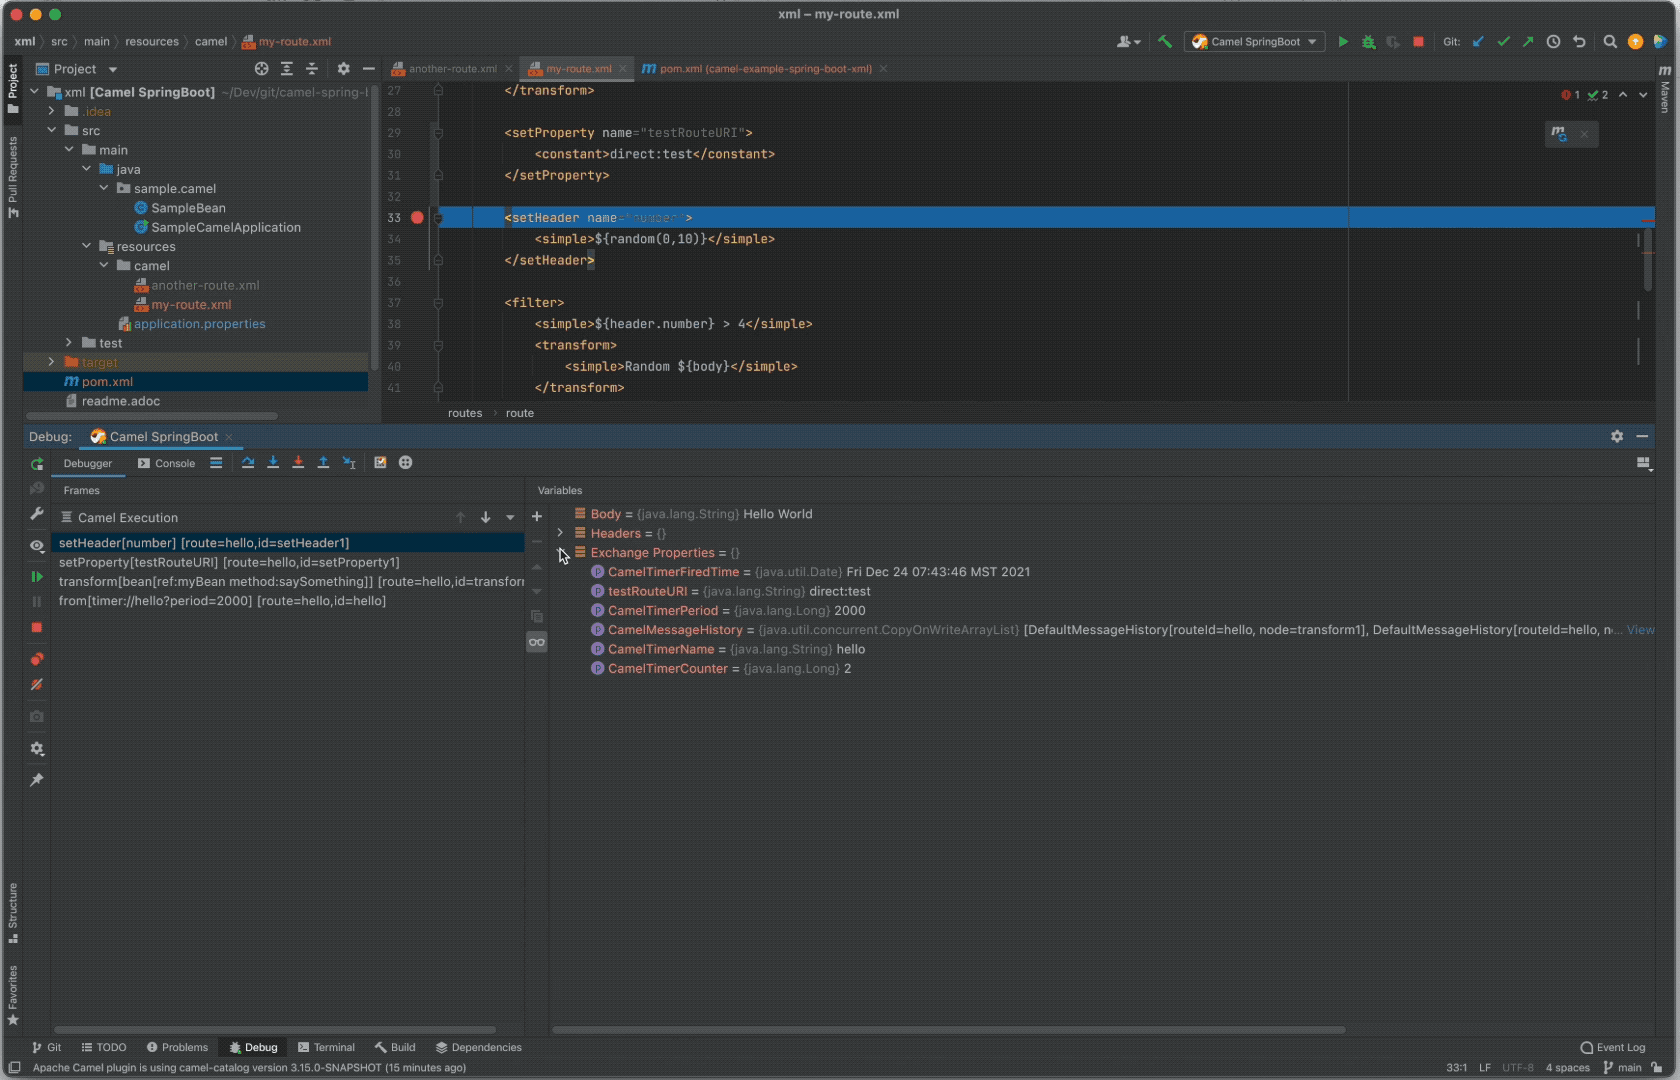 xml – my-route.xml
xml src main resources camel my-route.xml
Camel SpringBoot Git:
Project
another-route.xml my-route.xml pom.xml (camel-example-spring-boot-xml)
Project
Pull Requests
Structure
Favorites
Maven
xml [Camel SpringBoot] ~/Dev/git/camel-spring-
.idea
src
main
java
sample.camel
SampleBean
SampleCamelApplication
resources
camel
another-route.xml
my-route.xml
application.properties
test
target
pom.xml
readme.adoc
1 2
27 </transform>
28
29 <setProperty name="testRouteURI">
30 <constant>direct:test</constant>
31 </setProperty>
32
33 <setHeader name="number">
34 <simple>${random(0,10)}</simple>
35 </setHeader>
36
37 <filter>
38 <simple>${header.number} > 4</simple>
39 <transform>
40 <simple>Random ${body}</simple>
41 </transform>
routes route
Debug: Camel SpringBoot
Debugger Console
Frames
Camel Execution
setHeader[number] [route=hello,id=setHeader1]
setProperty[testRouteURI] [route=hello,id=setProperty1]
transform[bean[ref:myBean method:saySomething]] [route=hello,id=transfor
from[timer://hello?period=2000] [route=hello,id=hello]
Variables
Body = {java.lang.String} Hello World
Headers = {}
Exchange Properties = {}
CamelTimerFiredTime = {java.util.Date} Fri Dec 24 07:43:46 MST 2021
testRouteURI = {java.lang.String} direct:test
CamelTimerPeriod = {java.lang.Long} 2000
CamelMessageHistory = {java.util.concurrent.CopyOnWriteArrayList} [DefaultMessageHistory[routeId=hello, node=transform1], DefaultMessageHistory[routeId=hello, n... View
CamelTimerName = {java.lang.String} hello
CamelTimerCounter = {java.lang.Long} 2
Git TODO Problems Debug Terminal Build Dependencies Event Log
Apache Camel plugin is using camel-catalog version 3.15.0-SNAPSHOT (15 minutes ago) 33:1 LF UTF-8 4 spaces main